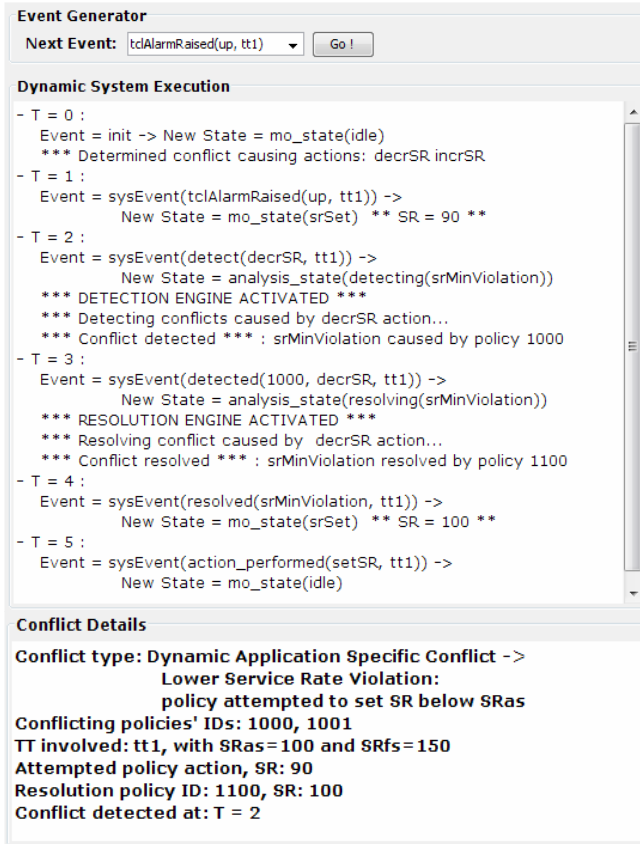 Event Generator
Next Event: tclAlarmRaised(up, tt1) Go !
Dynamic System Execution
- T = 0 :
Event = init -> New State = mo_state(idle)
*** Determined conflict causing actions: decrSR incrSR
- T = 1 :
Event = sysEvent(tclAlarmRaised(up, tt1)) ->
New State = mo_state(srSet) ** SR = 90 **
- T = 2 :
Event = sysEvent(detect(decrSR, tt1)) ->
New State = analysis_state(detecting(srMinViolation))
*** DETECTION ENGINE ACTIVATED ***
*** Detecting conflicts caused by decrSR action...
*** Conflict detected *** : srMinViolation caused by policy 1000
- T = 3 :
Event = sysEvent(detected(1000, decrSR, tt1)) ->
New State = analysis_state(resolving(srMinViolation))
*** RESOLUTION ENGINE ACTIVATED ***
*** Resolving conflict caused by decrSR action...
*** Conflict resolved *** : srMinViolation resolved by policy 1100
- T = 4 :
Event = sysEvent(resolved(srMinViolation, tt1)) ->
New State = mo_state(srSet) ** SR = 100 **
- T = 5 :
Event = sysEvent(action_performed(setSR, tt1)) ->
New State = mo_state(idle)
Conflict Details
Conflict type: Dynamic Application Specific Conflict ->
Lower Service Rate Violation:
policy attempted to set SR below SRas
Conflicting policies' IDs: 1000, 1001
TT involved: tt1, with SRas=100 and SRfs=150
Attempted policy action, SR: 90
Resolution policy ID: 1100, SR: 100
Conflict detected at: T = 2